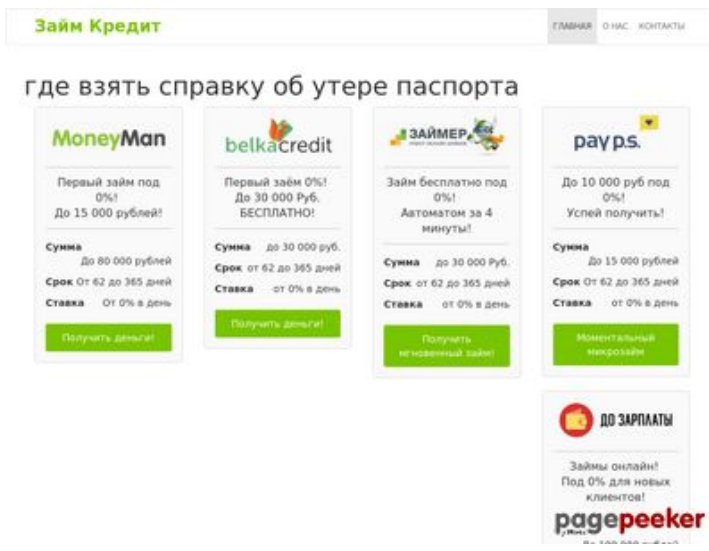 Займ Кредит
ГЛАВНАЯ О НАС КОНТАКТЫ
где взять справку об утере паспорта
MoneyMan
Первый займ под
0%!
До 15 000 рублей!
Сумма
До 80 000 рублей
Срок От 62 до 365 дней
Ставка От 0% в день
Получить деньги!
belkacredit
Первый заём 0%!
До 30 000 Руб.
БЕСПЛАТНО!
Сумма до 30 000 руб.
Срок от 62 до 365 дней
Ставка от 0% в день
Получить деньги!
ЗАЙМЕР
Займ бесплатно под
0%!
Автоматом за 4
минуты!
Сумма до 30 000 Руб.
Срок от 62 до 365 дней
Ставка от 0% в день
Получить
мгновенный займ!
pay p.s.
До 10 000 руб под
0%!
Успей получить!
Сумма
До 15 000 рублей
Срок От 62 до 365 дней
Ставка От 0% в день
Моментальный
микрозайм
ДО ЗАРПЛАТЫ
Займы онлайн!
Под 0% для новых
клиентов!
pagepeeker
До 100 000 рублей